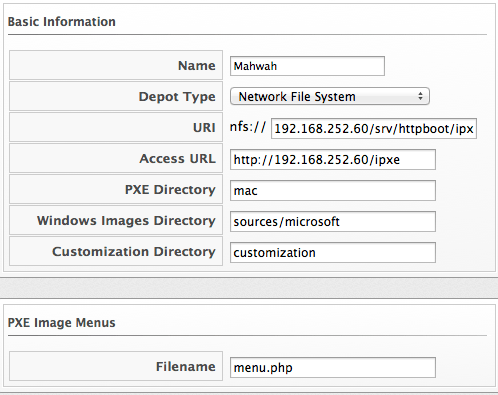 Basic Information
Name Mahwah
Depot Type Network File System
URI nfs:// 192.168.252.60/srv/httpboot/ipx
Access URL http://192.168.252.60/ipxe
PXE Directory mac
Windows Images Directory sources/microsoft
Customization Directory customization
PXE Image Menus
Filename menu.php